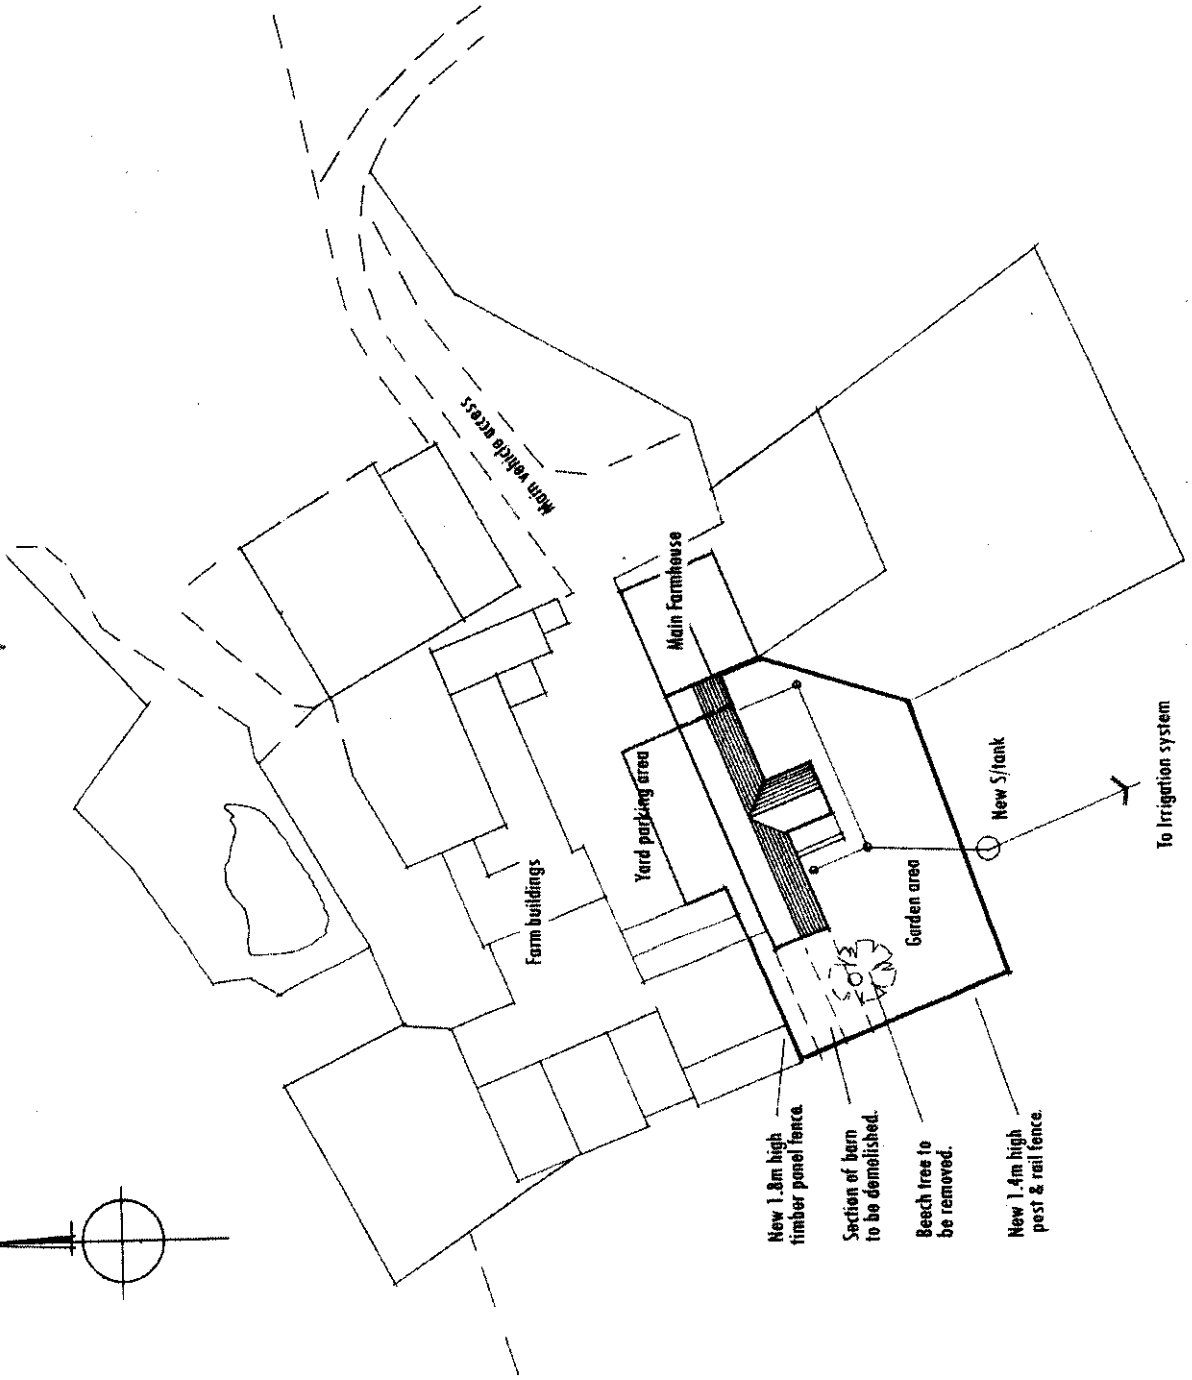 Main vehicle access
Main Farmhouse
Yard parking area
Farm buildings
Garden area
New S/tank
To Irrigation system
New 1.8m high
timber panel fence.
Section of barn
to be demolished.
Beech tree to
be removed.
New 1.4m high
post & rail fence.